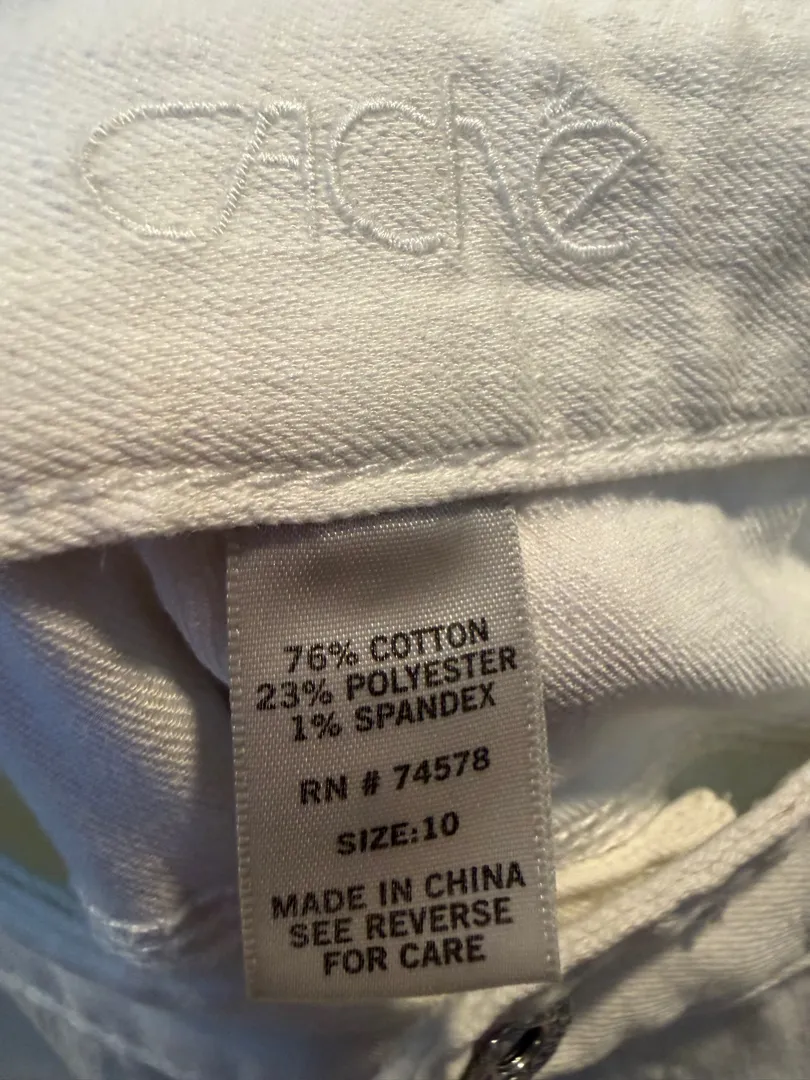 CACHé
76% COTTON
23% POLYESTER
1% SPANDEX
RN # 74578
SIZE:10
MADE IN CHINA
SEE REVERSE
FOR CARE